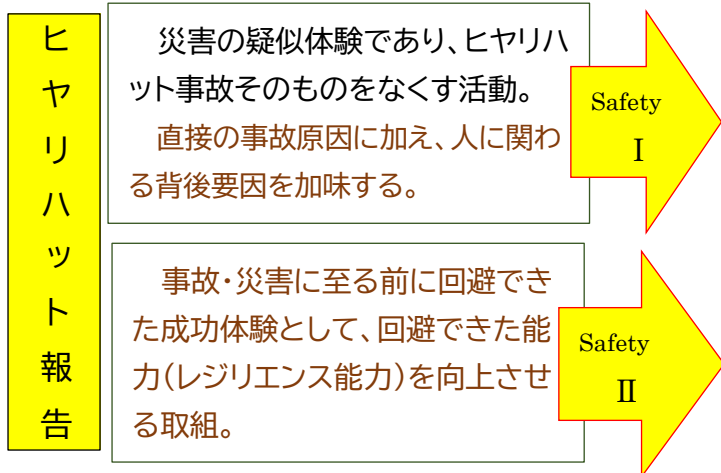 ヒヤリハット報告
災害の疑似体験であり、ヒヤリハ
ット事故そのものをなくす活動。
直接の事故原因に加え、人に関わ
る背後要因を加味する。
Safety
Ⅰ
事故・災害に至る前に回避でき
た成功体験として、回避できた能
力(レジリエンス能力)を向上させ
る取組。
Safety
Ⅱ